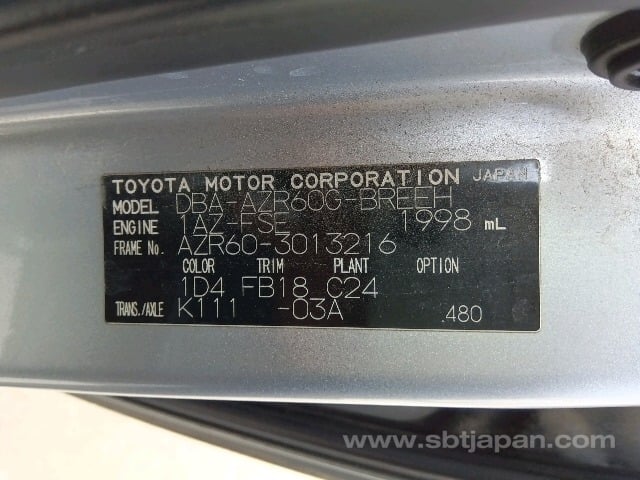 TOYOTA MOTOR CORPORATION JAPAN
MODEL DBA-AZR60G-BREEH
ENGINE 1AZ-FSE 1998 mL
FRAME No. AZR60-3013216
COLOR TRIM PLANT OPTION
1D4 FB18 C24
TRANS./AXLE K111 -03A .480
www.sbtjapan.com